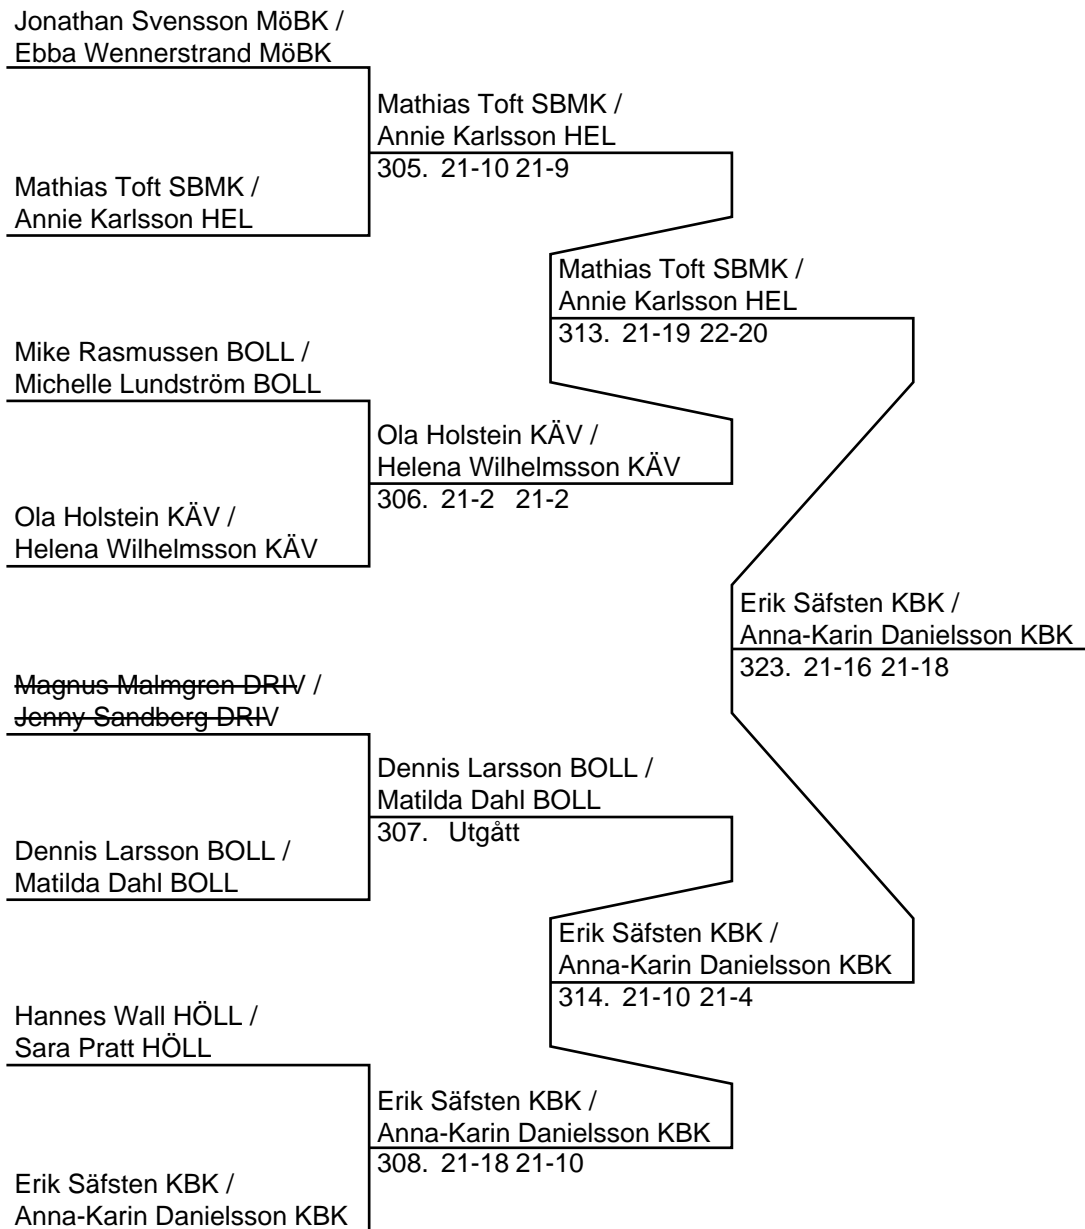 Jonathan Svensson MöBK /
Ebba Wennerstrand MöBK
Mathias Toft SBMK /
Annie Karlsson HEL
305. 21-10 21-9
Mathias Toft SBMK /
Annie Karlsson HEL
Mathias Toft SBMK /
Annie Karlsson HEL
313. 21-19 22-20
Mike Rasmussen BOLL /
Michelle Lundström BOLL
Ola Holstein KÄV /
Helena Wilhelmsson KÄV
306. 21-2 21-2
Ola Holstein KÄV /
Helena Wilhelmsson KÄV
Erik Säfsten KBK /
Anna-Karin Danielsson KBK
323. 21-16 21-18
Magnus Malmgren DRIV /
Jenny Sandberg DRIV
Dennis Larsson BOLL /
Matilda Dahl BOLL
307. Utgått
Dennis Larsson BOLL /
Matilda Dahl BOLL
Erik Säfsten KBK /
Anna-Karin Danielsson KBK
314. 21-10 21-4
Hannes Wall HÖLL /
Sara Pratt HÖLL
Erik Säfsten KBK /
Anna-Karin Danielsson KBK
308. 21-18 21-10
Erik Säfsten KBK /
Anna-Karin Danielsson KBK